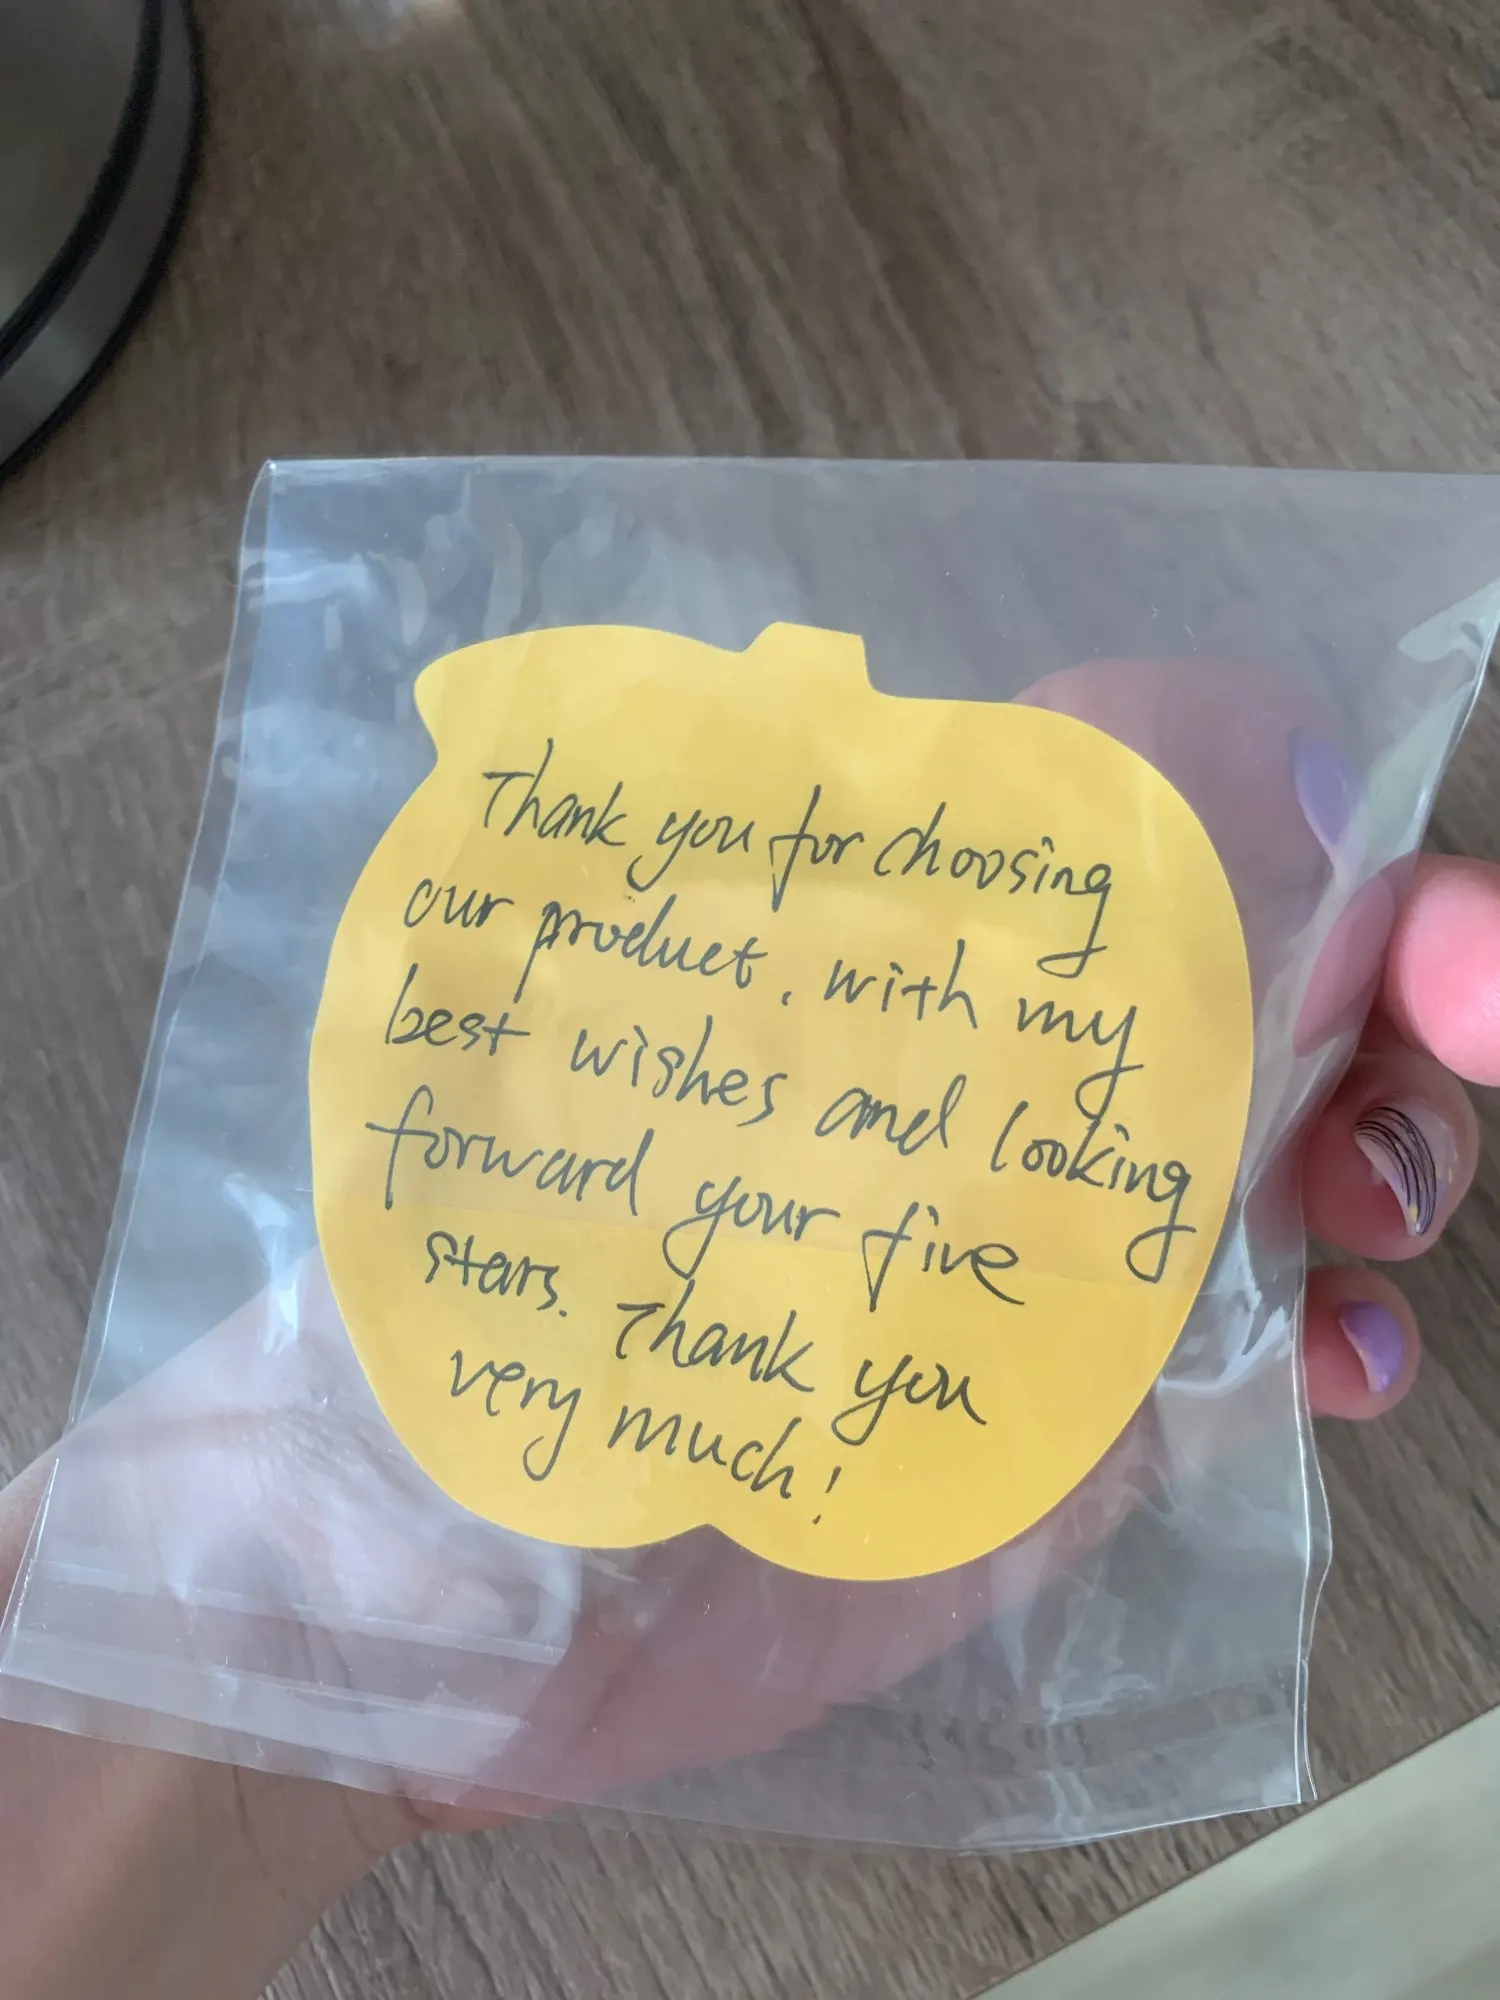 Thank you for choosing
our product, with my
best wishes and looking
forward your five
stars. Thank you
very much!